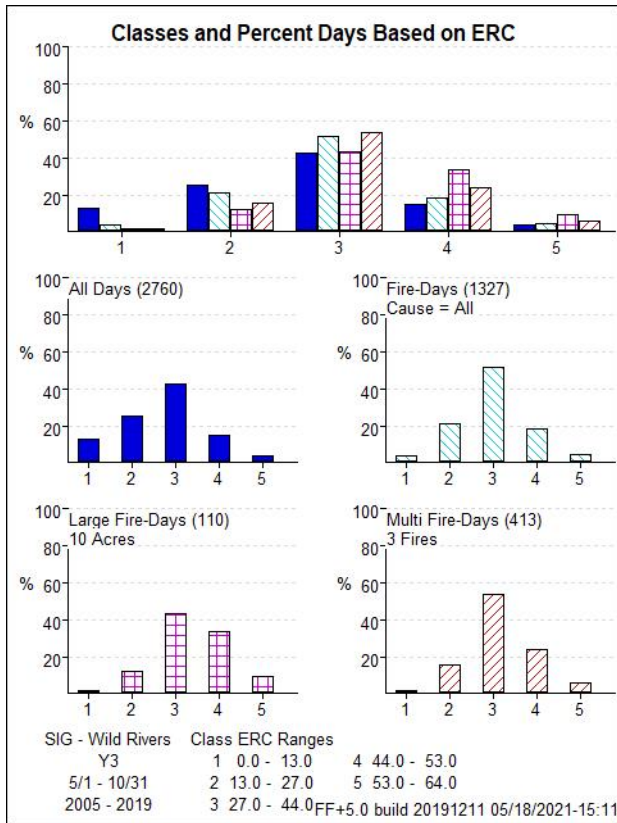 Classes and Percent Days Based on ERC
100
80
% 60
40
20
1 2 3 4 5
100 All Days (2760)
80
% 60
40
20
1 2 3 4 5
100 Fire-Days (1327)
80 Cause = All
% 60
40
20
1 2 3 4 5
100 Large Fire-Days (110)
80 10 Acres
% 60
40
20
1 2 3 4 5
100 Multi Fire-Days (413)
80 3 Fires
% 60
40
20
1 2 3 4 5
SIG - Wild Rivers Class ERC Ranges
Y3 1 0.0 - 13.0 4 44.0 - 53.0
5/1 - 10/31 2 13.0 - 27.0 5 53.0 - 64.0
2005 - 2019 3 27.0 - 44.0 FF+5.0 build 20191211 05/18/2021-15:11